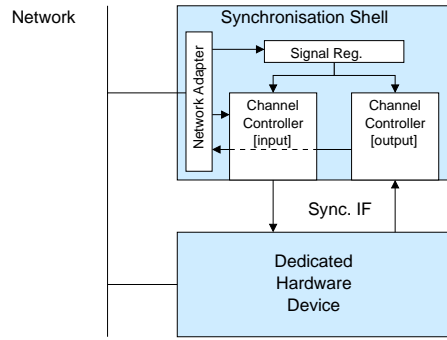 Network
Synchronisation Shell
Network Adapter
Signal Reg.
Channel
Controller
[input]
Channel
Controller
[output]
Sync. IF
Dedicated
Hardware
Device